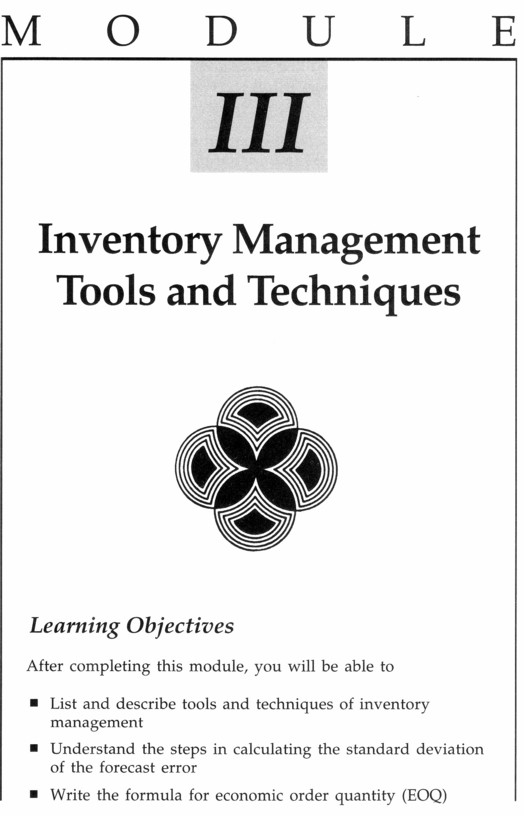 M O D U L E
III
Inventory Management
Tools and Techniques
Learning Objectives
After completing this module, you will be able to
■ List and describe tools and techniques of inventory
management
■ Understand the steps in calculating the standard deviation
of the forecast error
■ Write the formula for economic order quantity (EOQ)